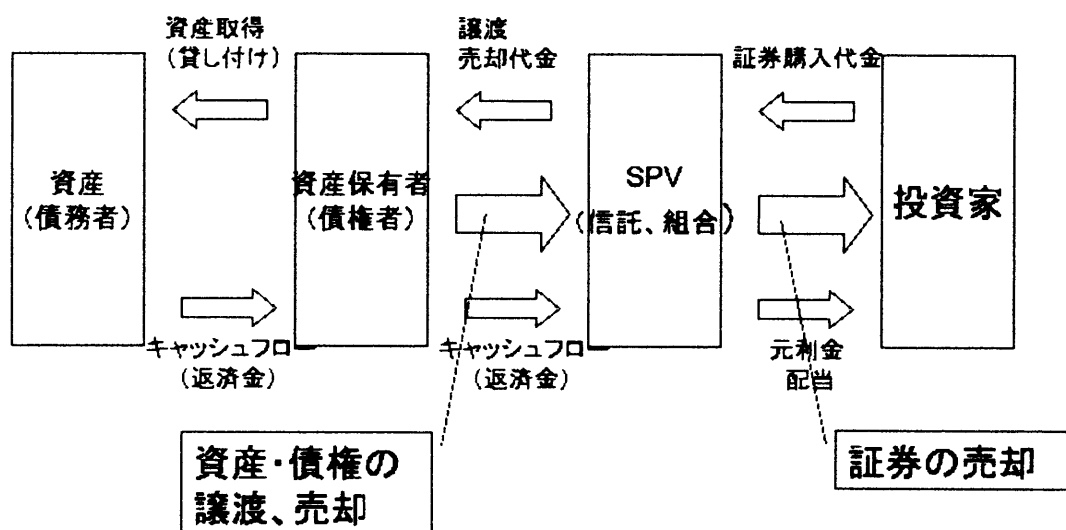 資産取得
(貸し付け)
譲渡
売却代金
証券購入代金
資産
(債務者)
資産保有者
(債権者)
SPV
(信託、組合)
投資家
キャッシュフロー
(返済金)
キャッシュフロー
(返済金)
元利金
配当
資産・債権の
譲渡、売却
証券の売却